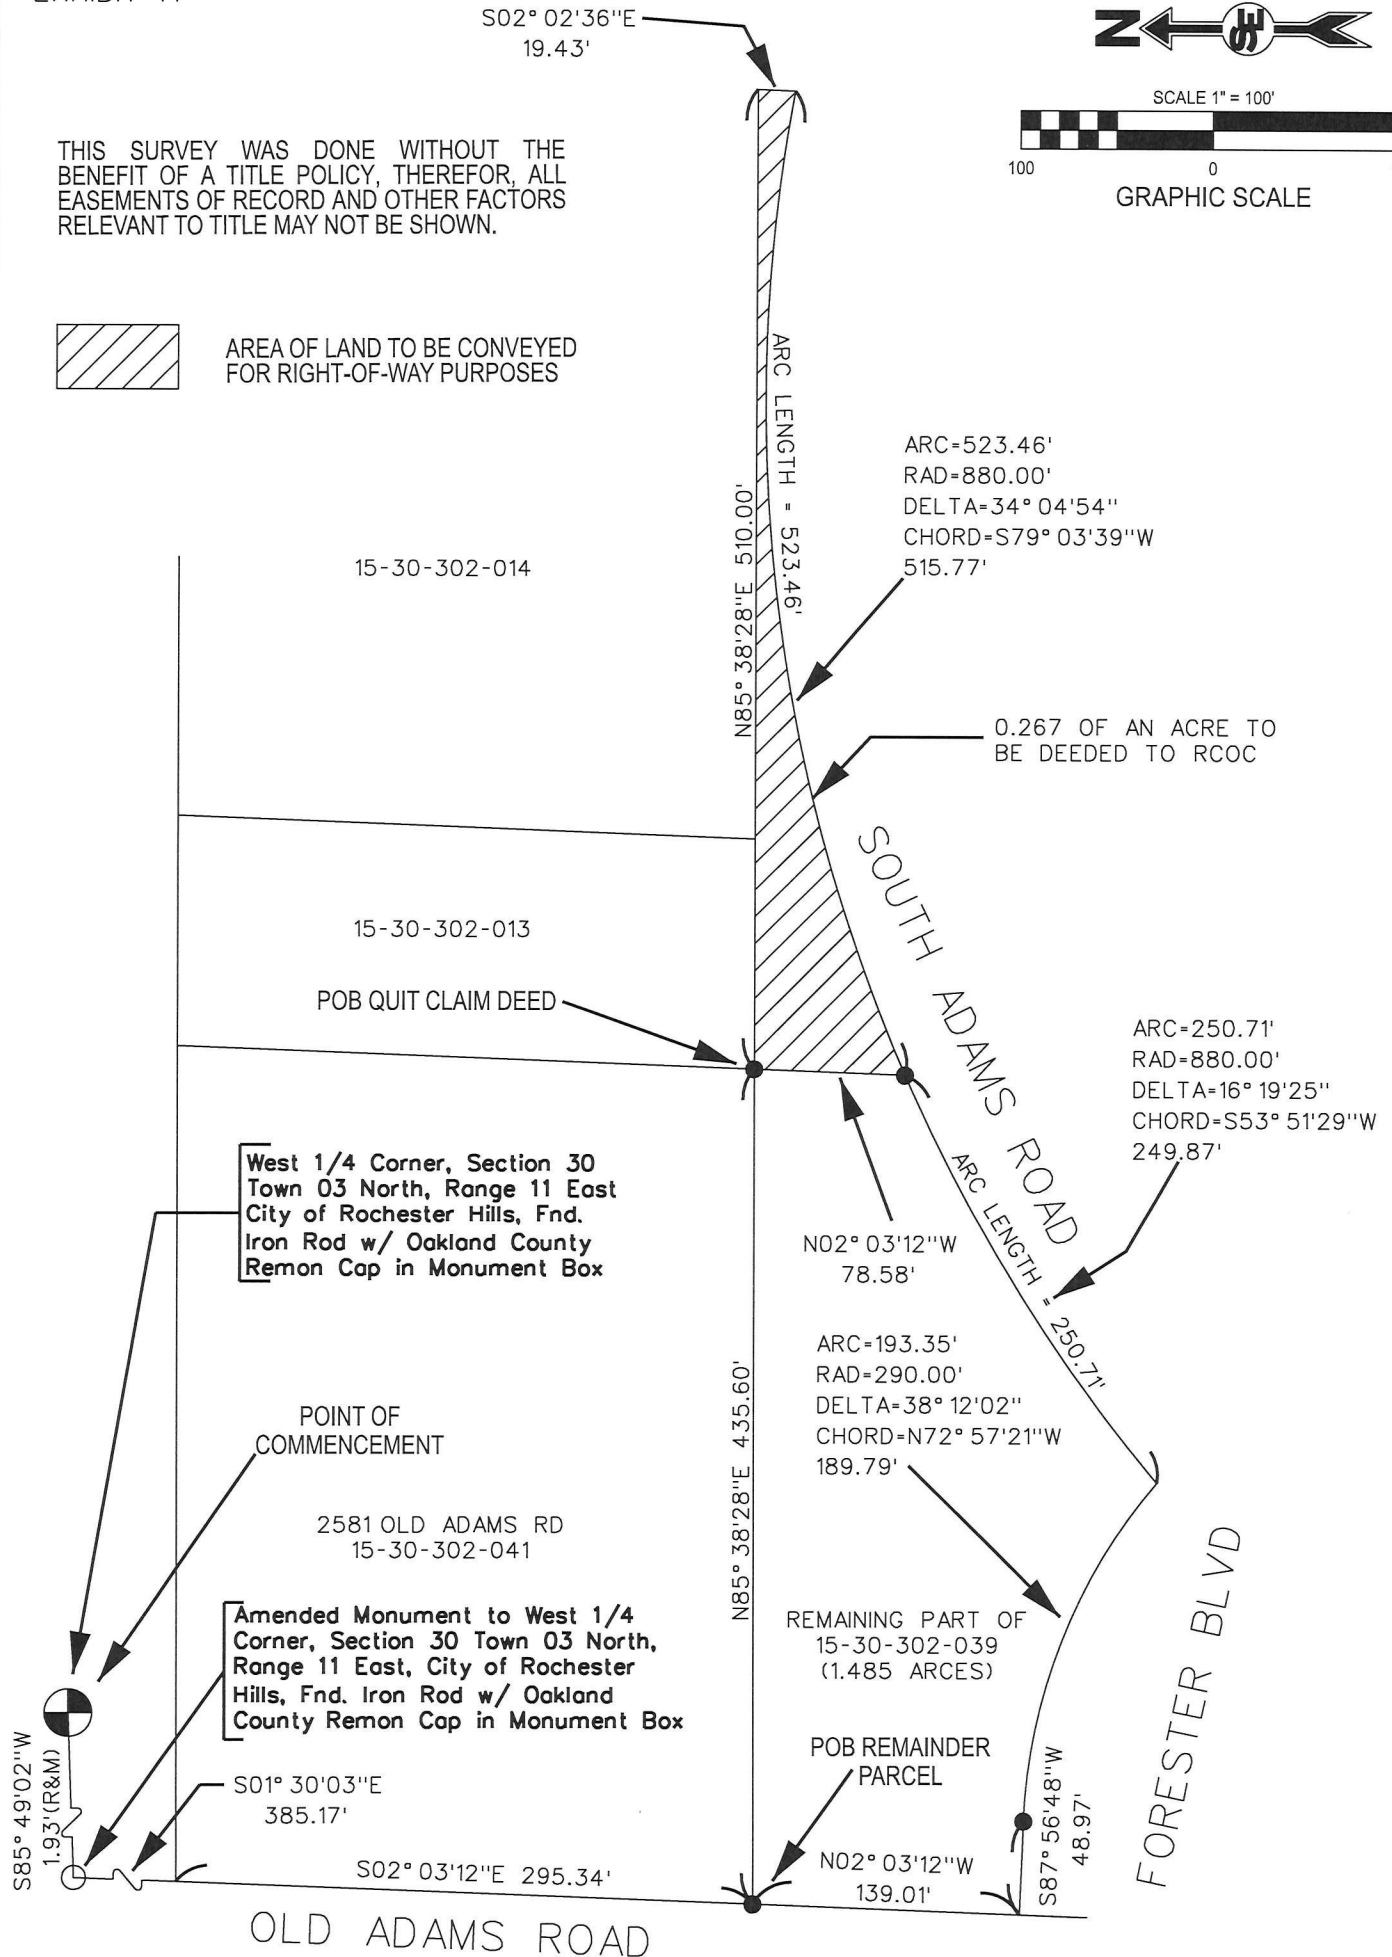 S02° 02'36"E
19.43'
N
SE
SCALE 1" = 100'
100
0
GRAPHIC SCALE
THIS SURVEY WAS DONE WITHOUT THE
BENEFIT OF A TITLE POLICY, THEREFOR, ALL
EASEMENTS OF RECORD AND OTHER FACTORS
RELEVANT TO TITLE MAY NOT BE SHOWN.
AREA OF LAND TO BE CONVEYED
FOR RIGHT-OF-WAY PURPOSES
ARC LENGTH = 523.46'
N85° 38'28"E 510.00'
ARC=523.46'
RAD=880.00'
DELTA=34° 04'54"
CHORD=S79° 03'39"W
515.77'
15-30-302-014
0.267 OF AN ACRE TO
BE DEEDED TO RCOC
SOUTH ADAMS ROAD
15-30-302-013
POB QUIT CLAIM DEED
ARC=250.71'
RAD=880.00'
DELTA=16° 19'25"
CHORD=S53° 51'29"W
249.87'
ARC LENGTH = 250.71'
West 1/4 Corner, Section 30
Town 03 North, Range 11 East
City of Rochester Hills, Fnd.
Iron Rod w/ Oakland County
Remon Cap in Monument Box
N02° 03'12"W
78.58'
ARC=193.35'
RAD=290.00'
DELTA=38° 12'02"
CHORD=N72° 57'21"W
189.79'
N85° 38'28"E 435.60'
POINT OF
COMMENCEMENT
2581 OLD ADAMS RD
15-30-302-041
Amended Monument to West 1/4
Corner, Section 30 Town 03 North,
Range 11 East, City of Rochester
Hills, Fnd. Iron Rod w/ Oakland
County Remon Cap in Monument Box
REMAINING PART OF
15-30-302-039
(1.485 ARCES)
FORESTER BLVD
POB REMAINDER
PARCEL
S85° 49'02"W
1.93'(R&M)
S01° 30'03"E
385.17'
S02° 03'12"E 295.34'
N02° 03'12"W
139.01'
S87° 56'48"W
48.97'
OLD ADAMS ROAD